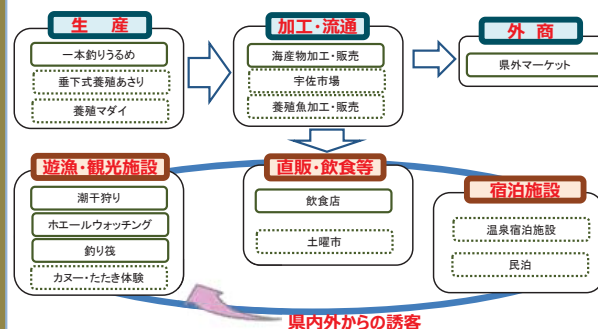 生 産
一本釣りうるめ
垂下式養殖あさり
養殖マダイ
加工・流通
海産物加工・販売
宇佐市場
養殖魚加工・販売
外 商
県外マーケット
遊漁・観光施設
潮干狩り
ホエールウォッチング
釣り筏
カヌー・たたき体験
直販・飲食等
飲食店
土曜市
宿泊施設
温泉宿泊施設
民泊
県内外からの誘客